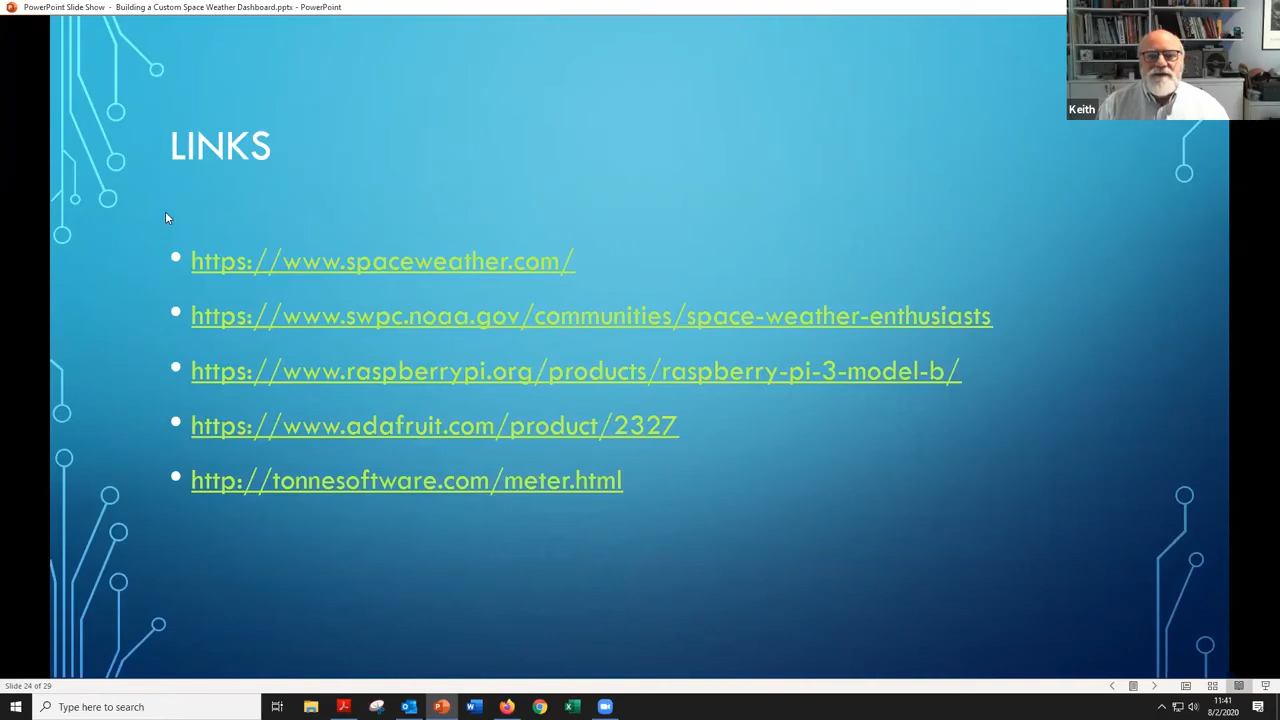 PowerPoint Slide Show - Building a Custom Space Weather Dashboard.pptx - PowerPoint
Keith
LINKS
• https://www.spaceweather.com/
• https://www.swpc.noaa.gov/communities/space-weather-enthusiasts
• https://www.raspberrypi.org/products/raspberry-pi-3-model-b/
• https://www.adafruit.com/product/2327
• http://tonnesoftware.com/meter.html
Slide 24 of 29
Type here to search
11:41
8/2/2020